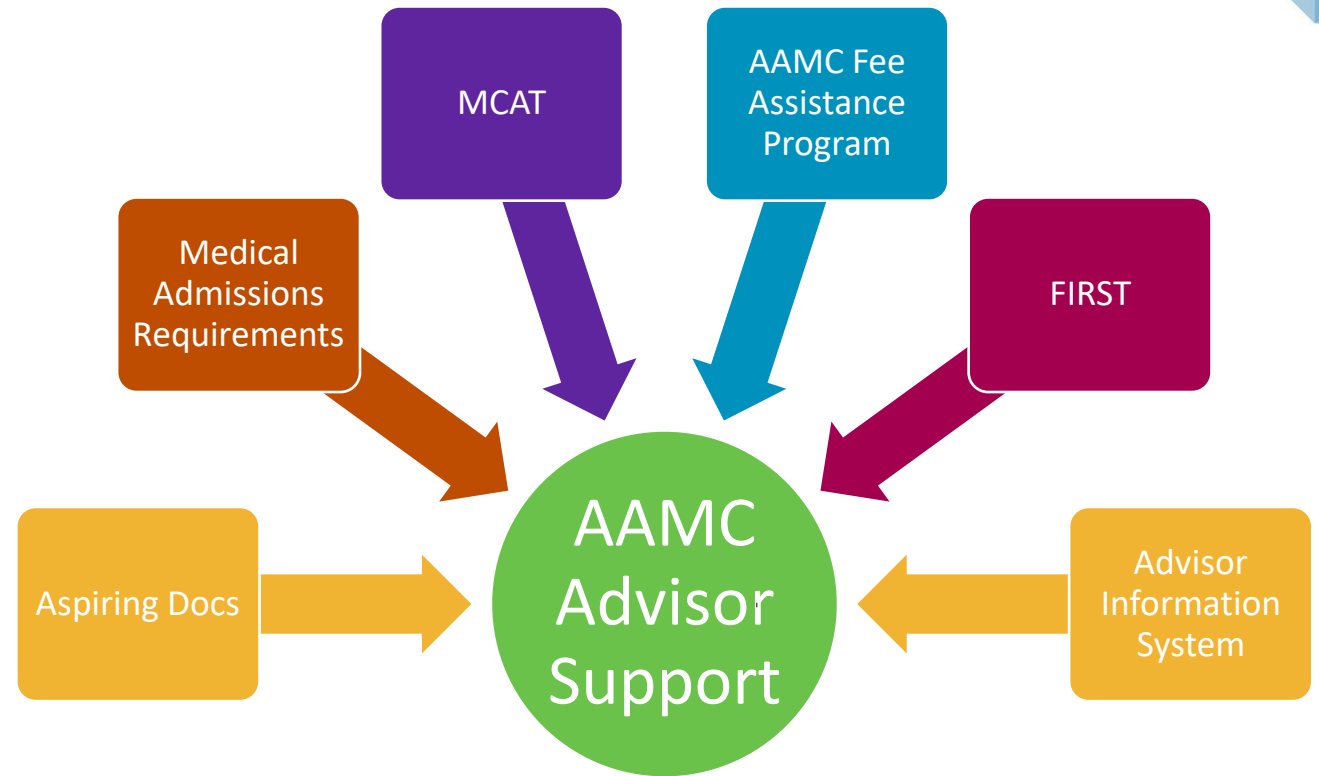 MCAT
AAMC Fee
Assistance
Program
Medical
Admissions
Requirements
FIRST
Aspiring Docs
AAMC
Advisor
Support
Advisor
Information
System